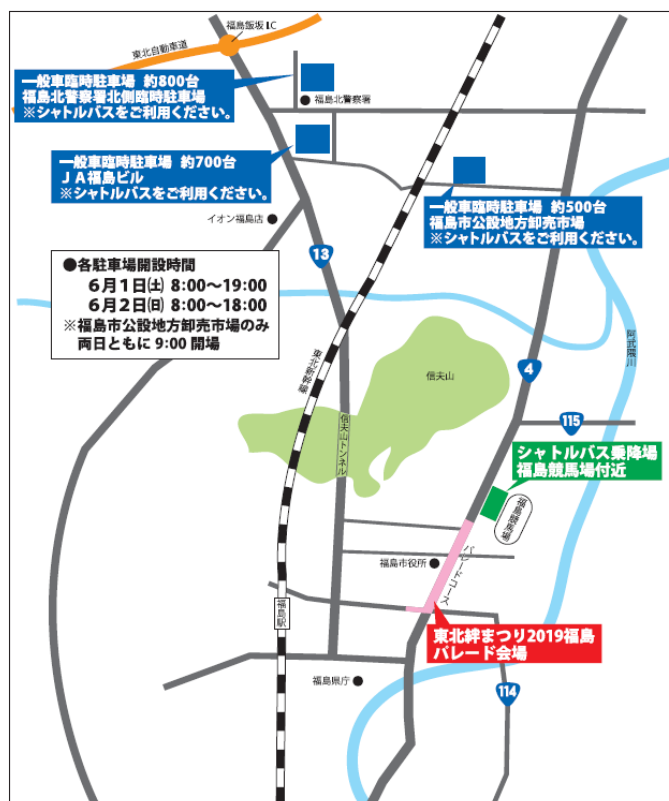 福島飯坂IC
東北自動車道
一般車臨時駐車場 約800台
福島北警察署北側臨時駐車場
※シャトルバスをご利用ください。
福島北警察署
一般車臨時駐車場 約700台
JA福島ビル
※シャトルバスをご利用ください。
一般車臨時駐車場 約500台
福島市公設地方卸売市場
※シャトルバスをご利用ください。
イオン福島店
13
●各駐車場開設時間
6月1日㈯ 8:00〜19:00
6月2日㈰ 8:00〜18:00
※福島市公設地方卸売市場のみ
両日ともに 9:00 開場
東北新幹線
信夫山
阿武隈川
4
115
信夫山トンネル
シャトルバス乗降場
福島競馬場付近
福島競馬場
福島市役所
パレードコース
福島駅
東北絆まつり2019福島
パレード会場
福島県庁
114